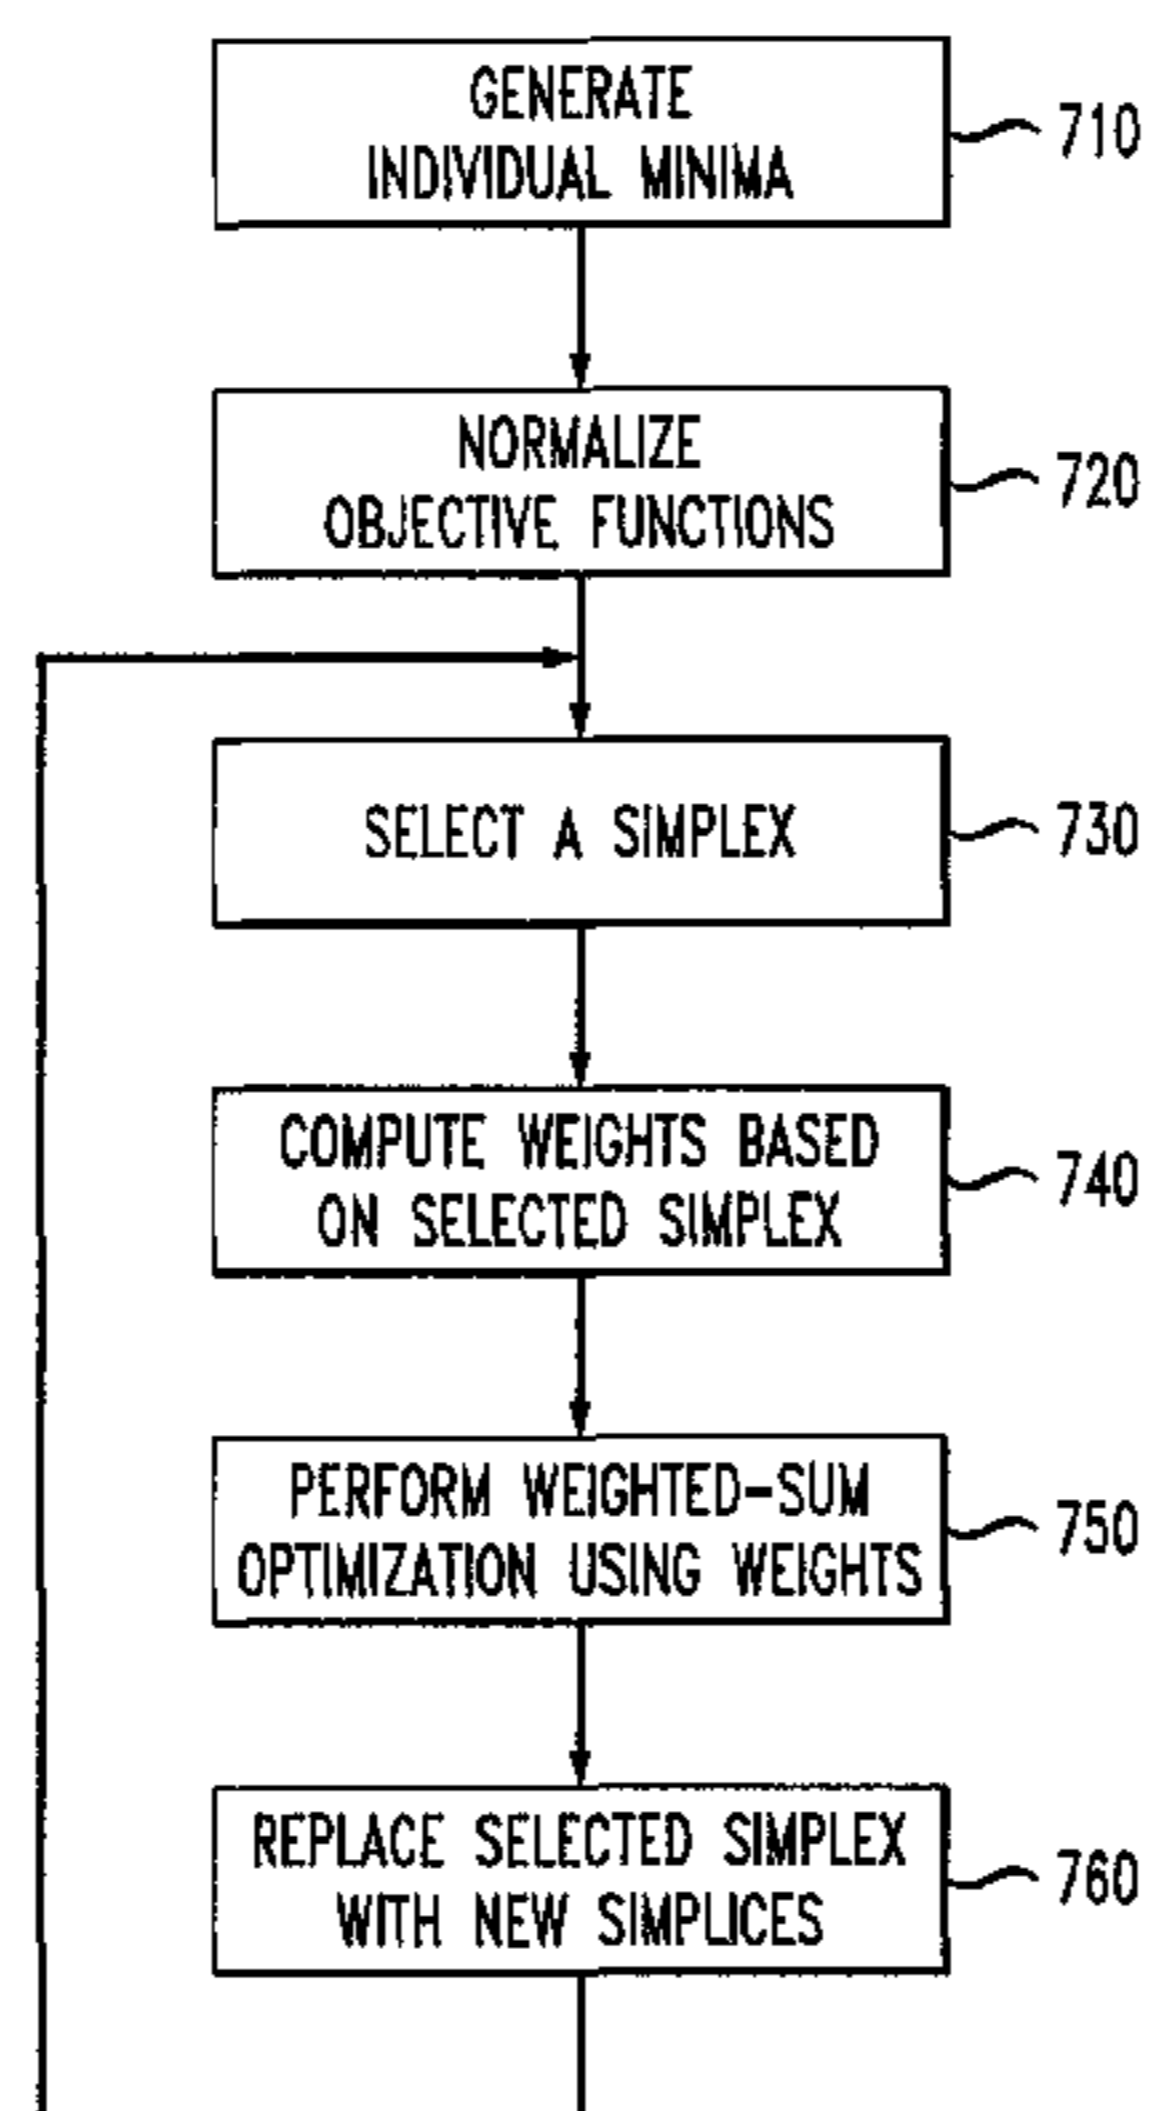 GENERATE
INDIVIDUAL MINIMA
710
NORMALIZE
OBJECTIVE FUNCTIONS
720
SELECT A SIMPLEX
730
COMPUTE WEIGHTS BASED
ON SELECTED SIMPLEX
740
PERFORM WEIGHTED-SUM
OPTIMIZATION USING WEIGHTS
750
REPLACE SELECTED SIMPLEX
WITH NEW SIMPLICES
760